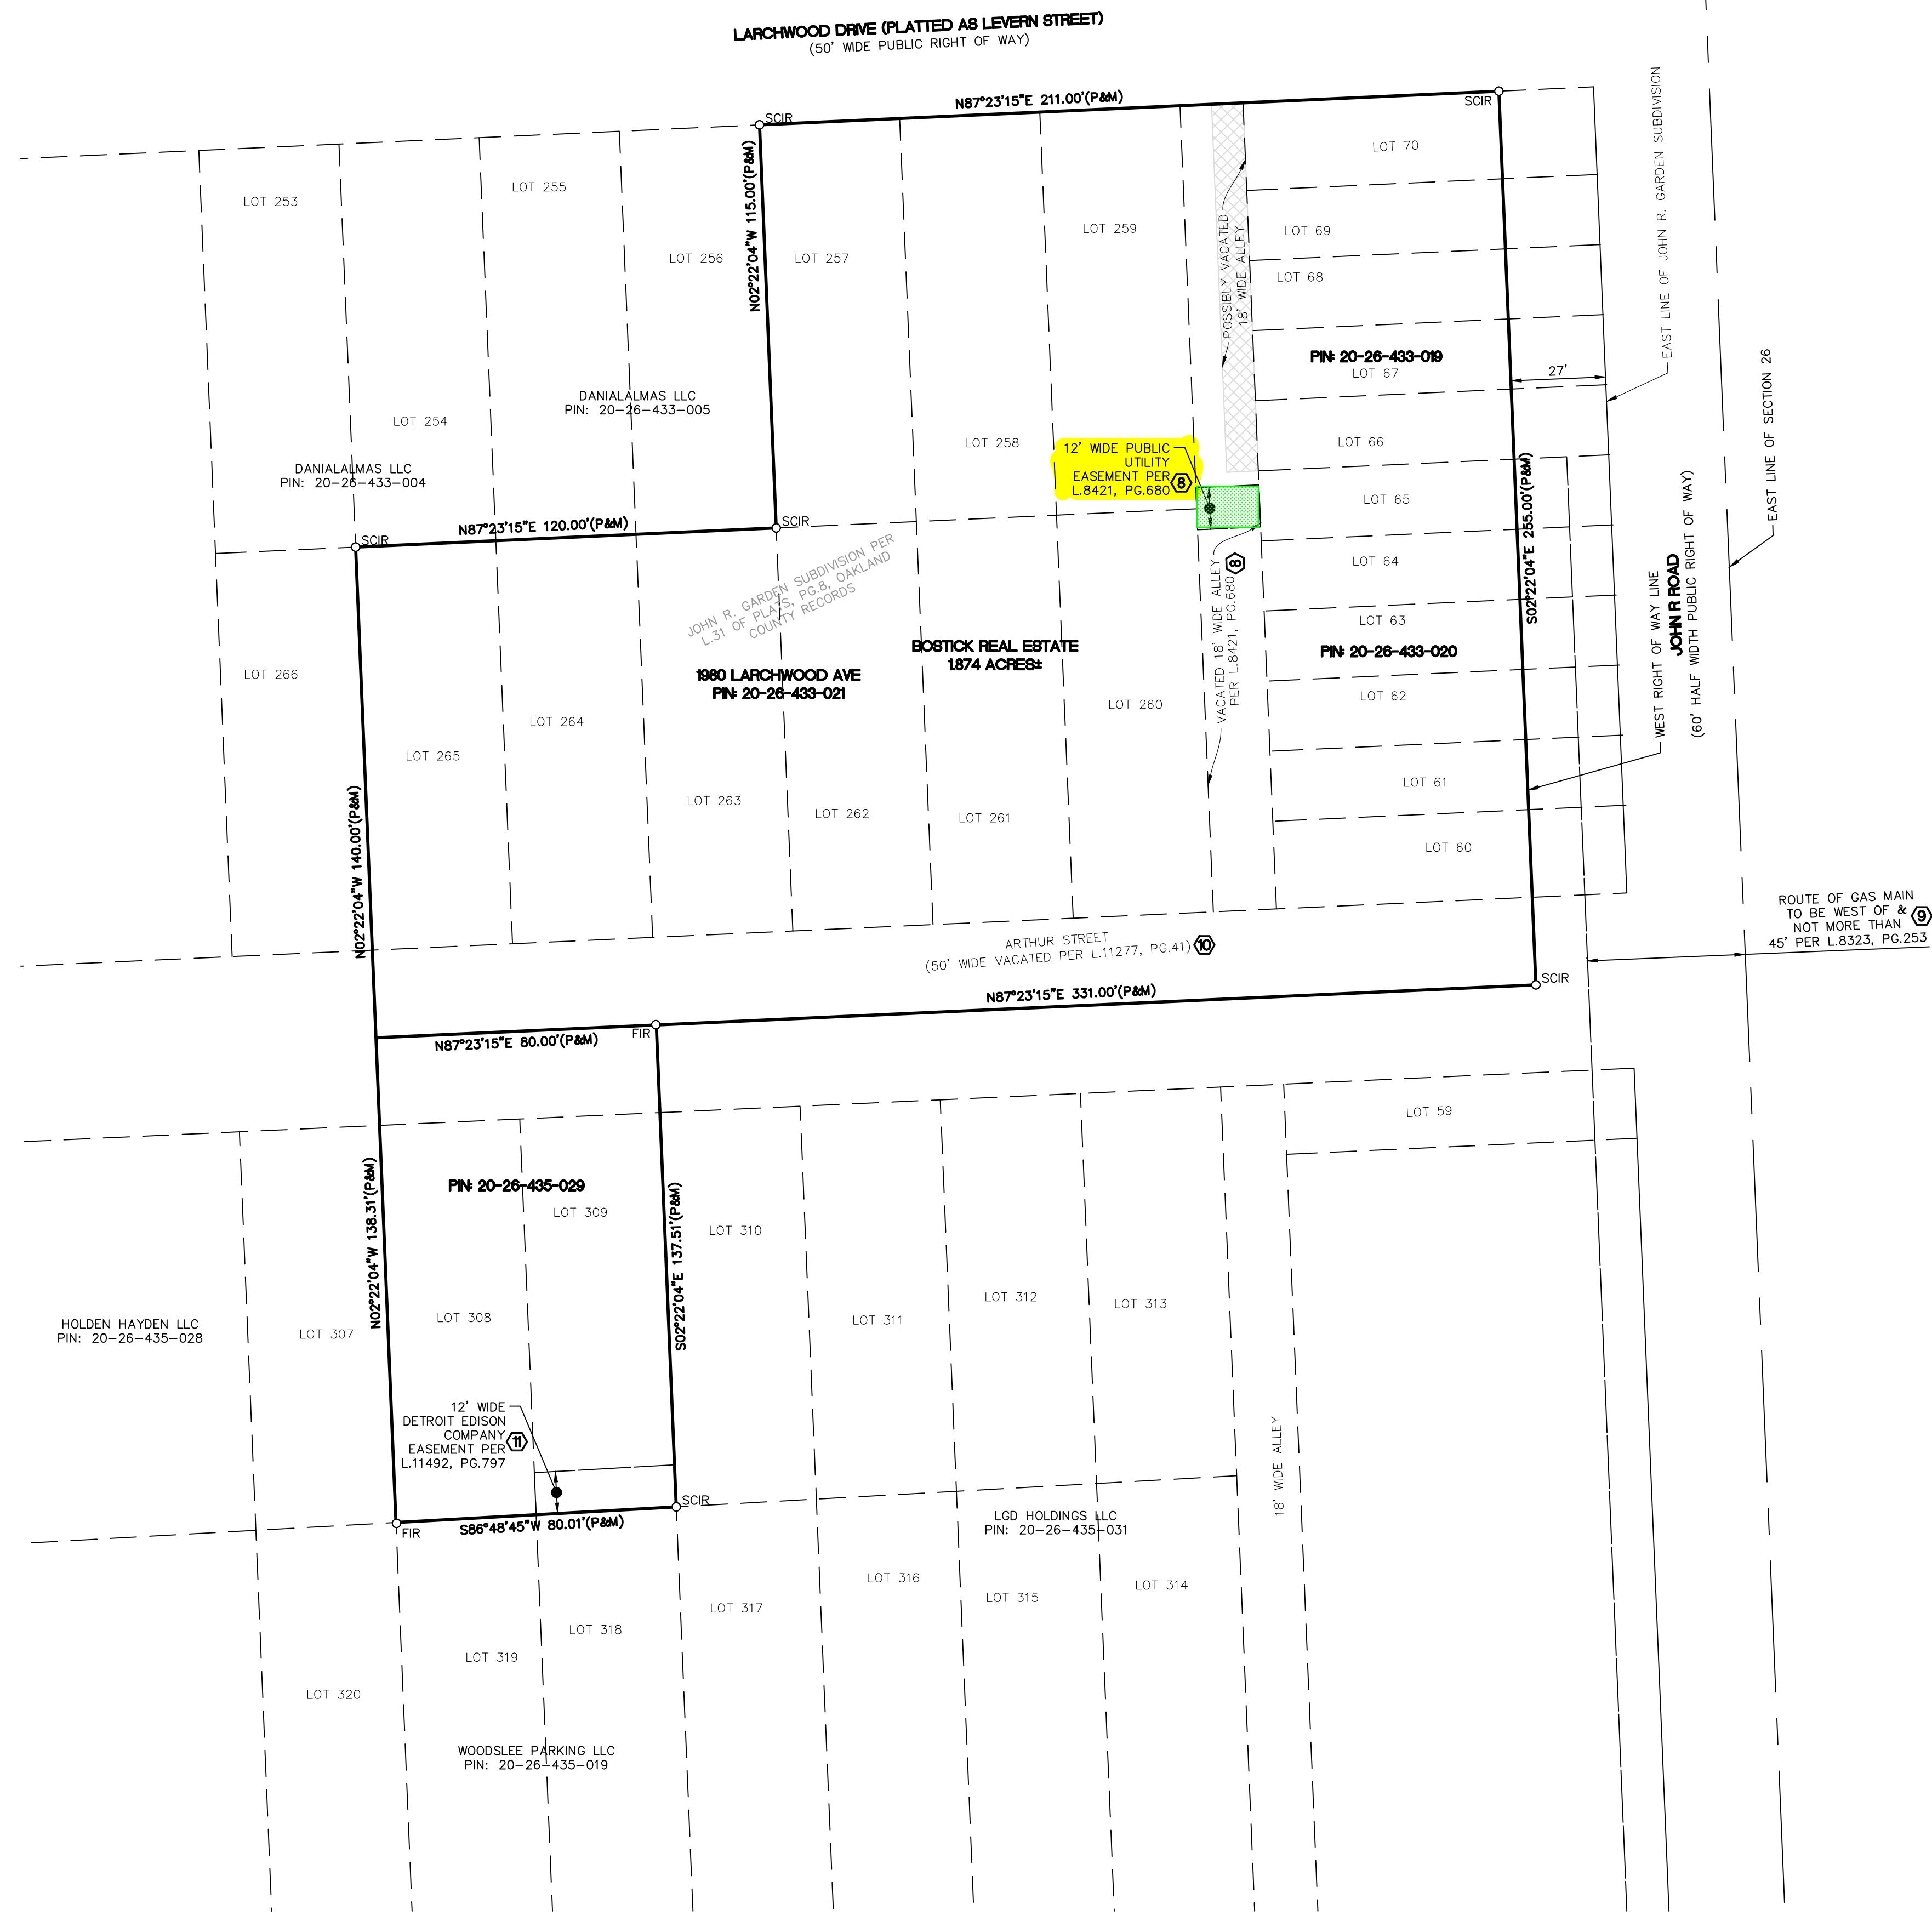 LARCHWOOD DRIVE (PLATTED AS LEVERN STREET)
(50' WIDE PUBLIC RIGHT OF WAY)
N87°23'15"E 211.00'(P&M)
SCIR
SCIR
N02°22'04"W 115.00'(P&M)
LOT 253
LOT 255
LOT 256
LOT 257
LOT 259
LOT 70
LOT 69
LOT 68
POSSIBLY VACATED
18' WIDE ALLEY
EAST LINE OF JOHN R. GARDEN SUBDIVISION
EAST LINE OF SECTION 26
PIN: 20-26-433-019
LOT 67
27'
DANIALALMAS LLC
PIN: 20-26-433-005
LOT 254
DANIALALMAS LLC
PIN: 20-26-433-004
LOT 258
12' WIDE PUBLIC
UTILITY
EASEMENT PER
L.8421, PG.680
8
LOT 66
LOT 65
S02°22'04"E 255.00'(P&M)
N87°23'15"E 120.00'(P&M)
SCIR
SCIR
JOHN R. GARDEN SUBDIVISION PER
L.31 OF PLATS, PG.8, OAKLAND
COUNTY RECORDS
VACATED 18' WIDE ALLEY
PER L.8421, PG.680
8
LOT 64
LOT 63
PIN: 20-26-433-020
WEST RIGHT OF WAY LINE
JOHN R ROAD
(60' HALF WIDTH PUBLIC RIGHT OF WAY)
BOSTICK REAL ESTATE
1.874 ACRES±
1980 LARCHWOOD AVE
PIN: 20-26-433-021
LOT 266
LOT 265
LOT 264
LOT 263
LOT 262
LOT 261
LOT 260
LOT 62
LOT 61
LOT 60
N02°22'04"W 140.00'(P&M)
ARTHUR STREET
(50' WIDE VACATED PER L.11277, PG.41)
10
ROUTE OF GAS MAIN
TO BE WEST OF &
NOT MORE THAN
45' PER L.8323, PG.253
9
N87°23'15"E 331.00'(P&M)
SCIR
FIR
N87°23'15"E 80.00'(P&M)
LOT 59
N02°22'04"W 138.31'(P&M)
PIN: 20-26-435-029
LOT 309
S02°22'04"E 137.51'(P&M)
LOT 310
LOT 311
LOT 312
LOT 313
LOT 308
LOT 307
HOLDEN HAYDEN LLC
PIN: 20-26-435-028
12' WIDE
DETROIT EDISON
COMPANY
EASEMENT PER
L.11492, PG.797
11
18' WIDE ALLEY
SCIR
FIR
S86°48'45"W 80.01'(P&M)
LGD HOLDINGS LLC
PIN: 20-26-435-031
LOT 316
LOT 315
LOT 314
LOT 317
LOT 318
LOT 319
LOT 320
WOODSLEE PARKING LLC
PIN: 20-26-435-019